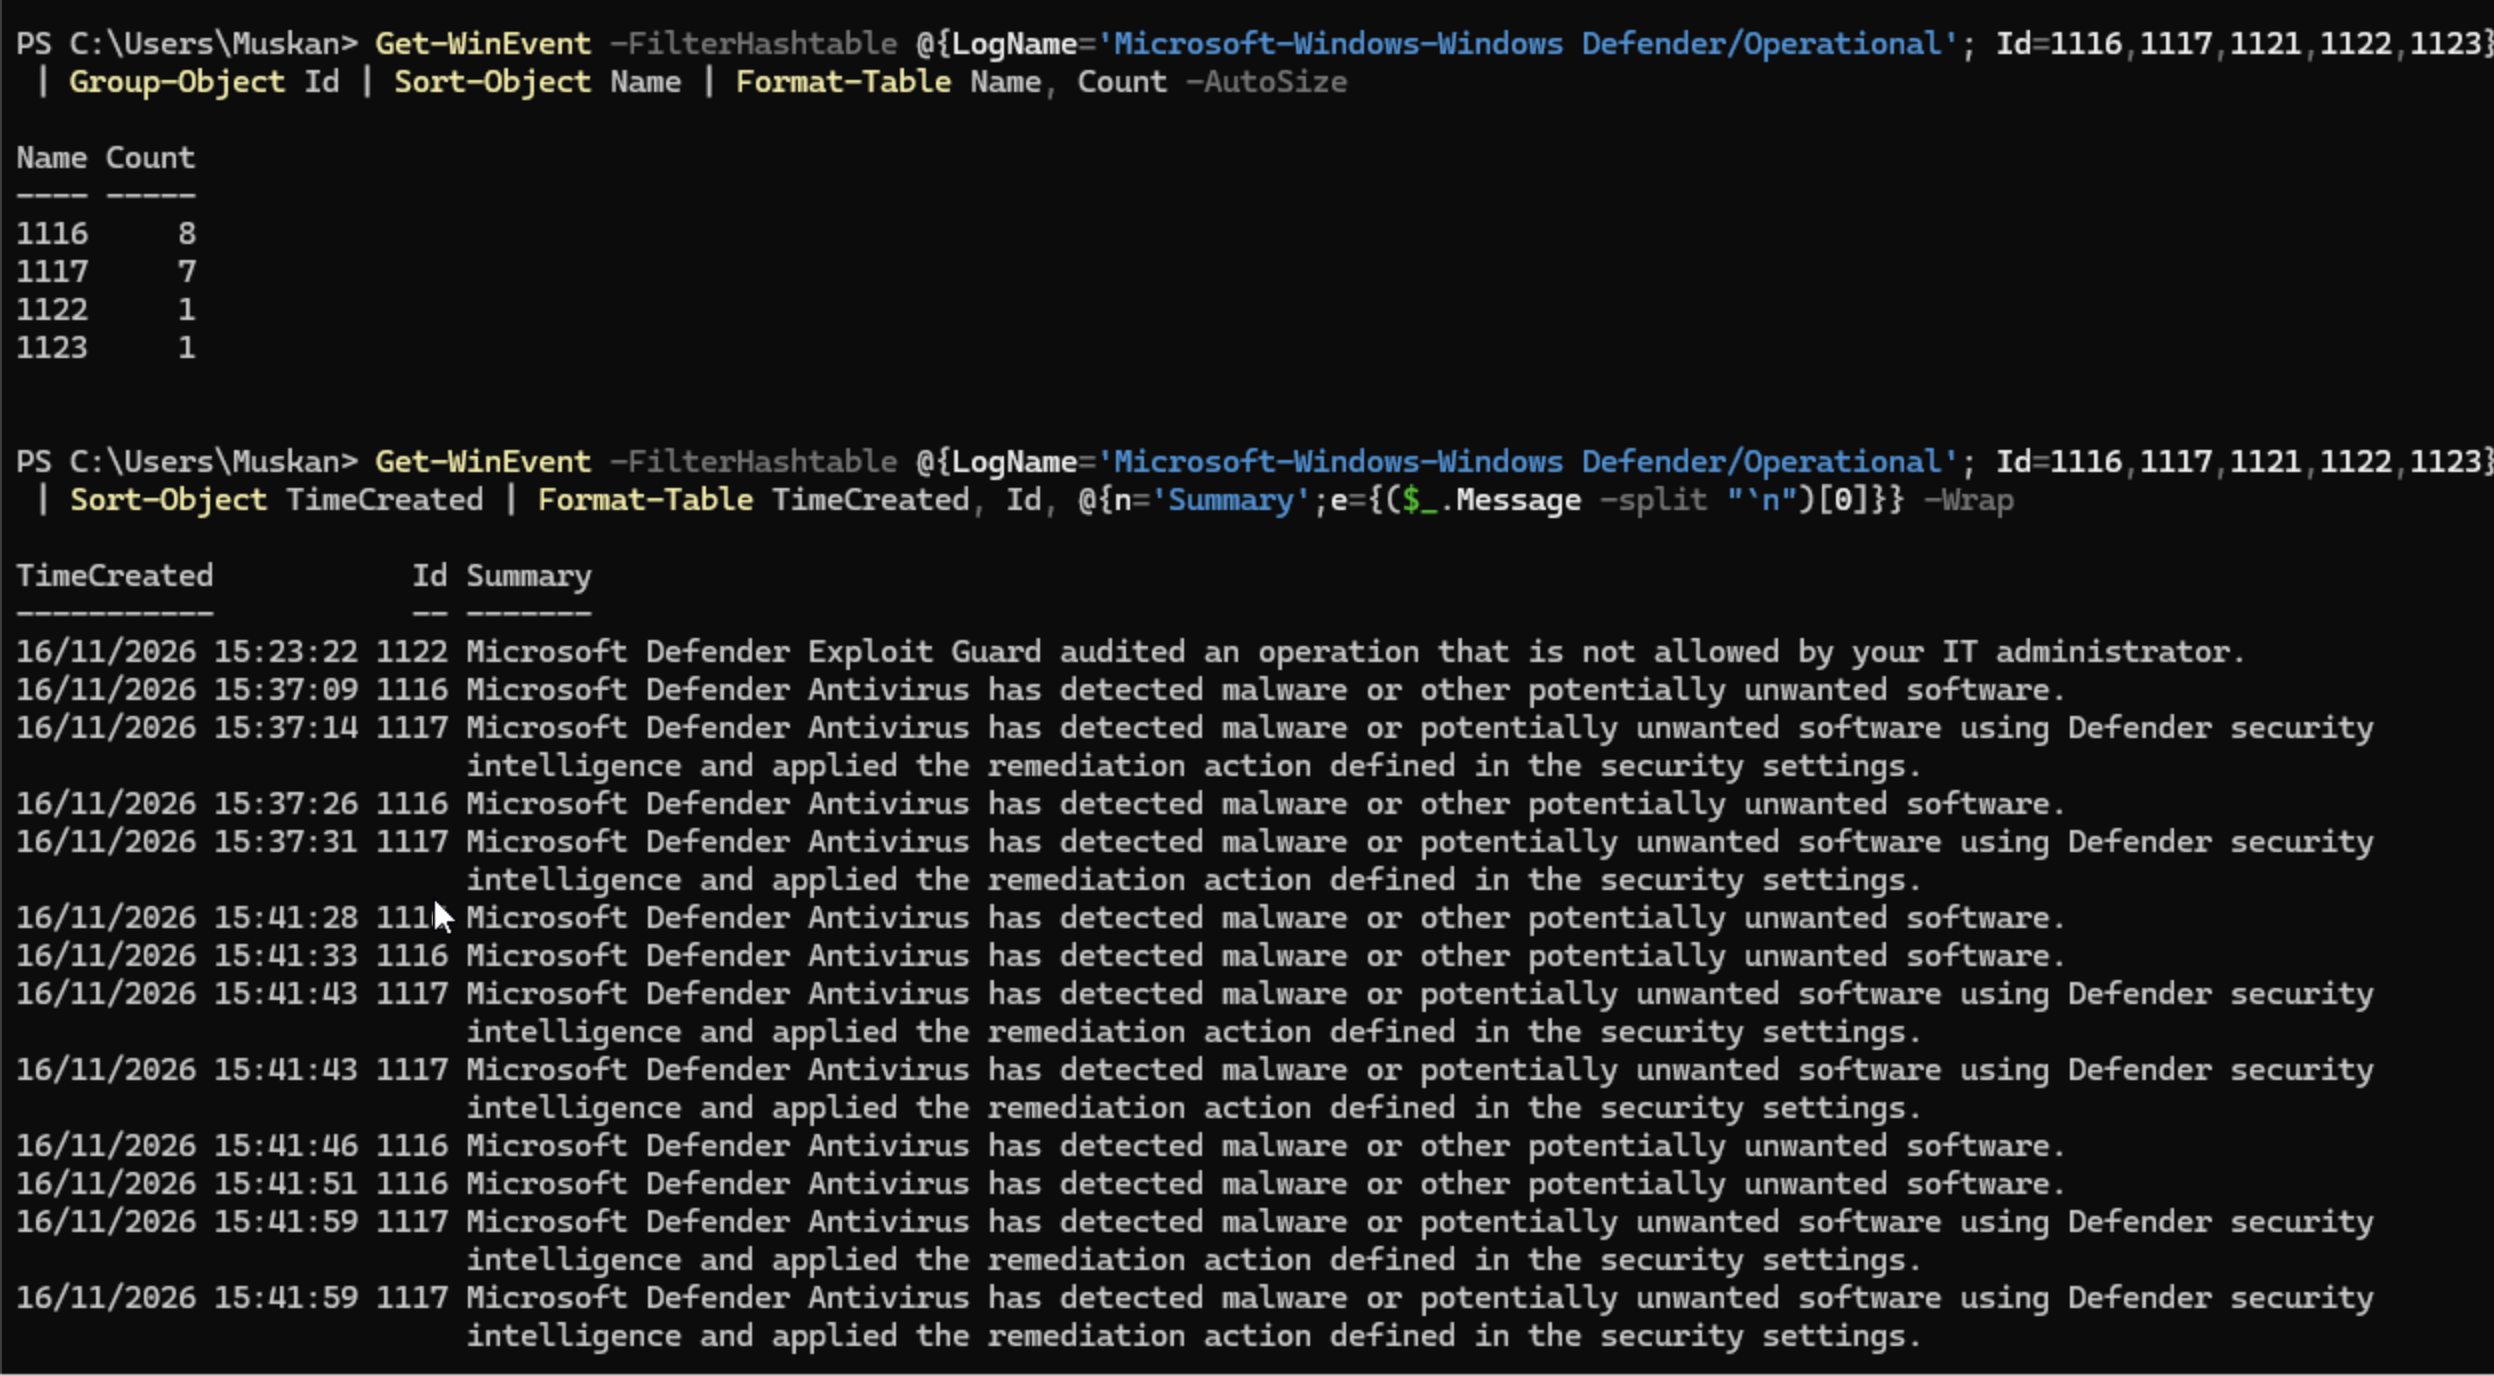 PS C:\Users\Muskan> Get-WinEvent -FilterHashtable @{LogName='Microsoft-Windows-Windows Defender/Operational'; Id=1116,1117,1121,1122,1123}
 | Group-Object Id | Sort-Object Name | Format-Table Name, Count -AutoSize
Name Count
---- -----
1116     8
1117     7
1122     1
1123     1
PS C:\Users\Muskan> Get-WinEvent -FilterHashtable @{LogName='Microsoft-Windows-Windows Defender/Operational'; Id=1116,1117,1121,1122,1123}
 | Sort-Object TimeCreated | Format-Table TimeCreated, Id, @{n='Summary';e={($_.Message -split "`n")[0]}} -Wrap
TimeCreated           Id Summary
-----------           -- -------
16/11/2026 15:23:22 1122 Microsoft Defender Exploit Guard audited an operation that is not allowed by your IT administrator.
16/11/2026 15:37:09 1116 Microsoft Defender Antivirus has detected malware or other potentially unwanted software.
16/11/2026 15:37:14 1117 Microsoft Defender Antivirus has detected malware or potentially unwanted software using Defender security
                         intelligence and applied the remediation action defined in the security settings.
16/11/2026 15:37:26 1116 Microsoft Defender Antivirus has detected malware or other potentially unwanted software.
16/11/2026 15:37:31 1117 Microsoft Defender Antivirus has detected malware or potentially unwanted software using Defender security
                         intelligence and applied the remediation action defined in the security settings.
16/11/2026 15:41:28 Microsoft Defender Antivirus has detected malware or other potentially unwanted software.
16/11/2026 15:41:33 1116 Microsoft Defender Antivirus has detected malware or other potentially unwanted software.
16/11/2026 15:41:43 1117 Microsoft Defender Antivirus has detected malware or potentially unwanted software using Defender security
                         intelligence and applied the remediation action defined in the security settings.
16/11/2026 15:41:43 1117 Microsoft Defender Antivirus has detected malware or potentially unwanted software using Defender security
                         intelligence and applied the remediation action defined in the security settings.
16/11/2026 15:41:46 1116 Microsoft Defender Antivirus has detected malware or other potentially unwanted software.
16/11/2026 15:41:51 1116 Microsoft Defender Antivirus has detected malware or other potentially unwanted software.
16/11/2026 15:41:59 1117 Microsoft Defender Antivirus has detected malware or potentially unwanted software using Defender security
                         intelligence and applied the remediation action defined in the security settings.
16/11/2026 15:41:59 1117 Microsoft Defender Antivirus has detected malware or potentially unwanted software using Defender security
                         intelligence and applied the remediation action defined in the security settings.